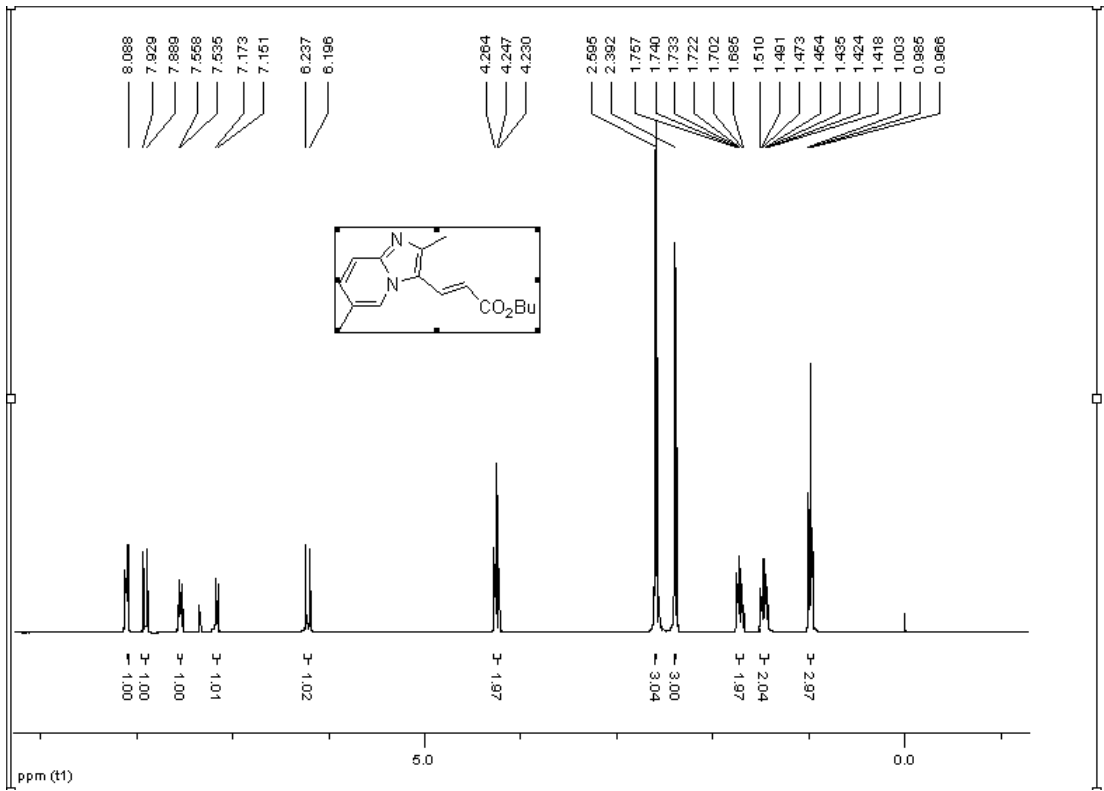 8.088 7.929 7.889 7.558 7.535 7.173 7.151 6.237 6.196 4.264 4.247 4.230 2.595 2.392 1.757 1.740 1.733 1.722 1.702 1.685 1.510 1.491 1.473 1.454 1.435 1.424 1.418 1.003 0.985 0.966
N
N
CO2Bu
1.00 1.00 1.00 1.01 1.02 1.97 3.04 3.00 1.97 2.04 2.97
5.0 0.0
ppm (t1)